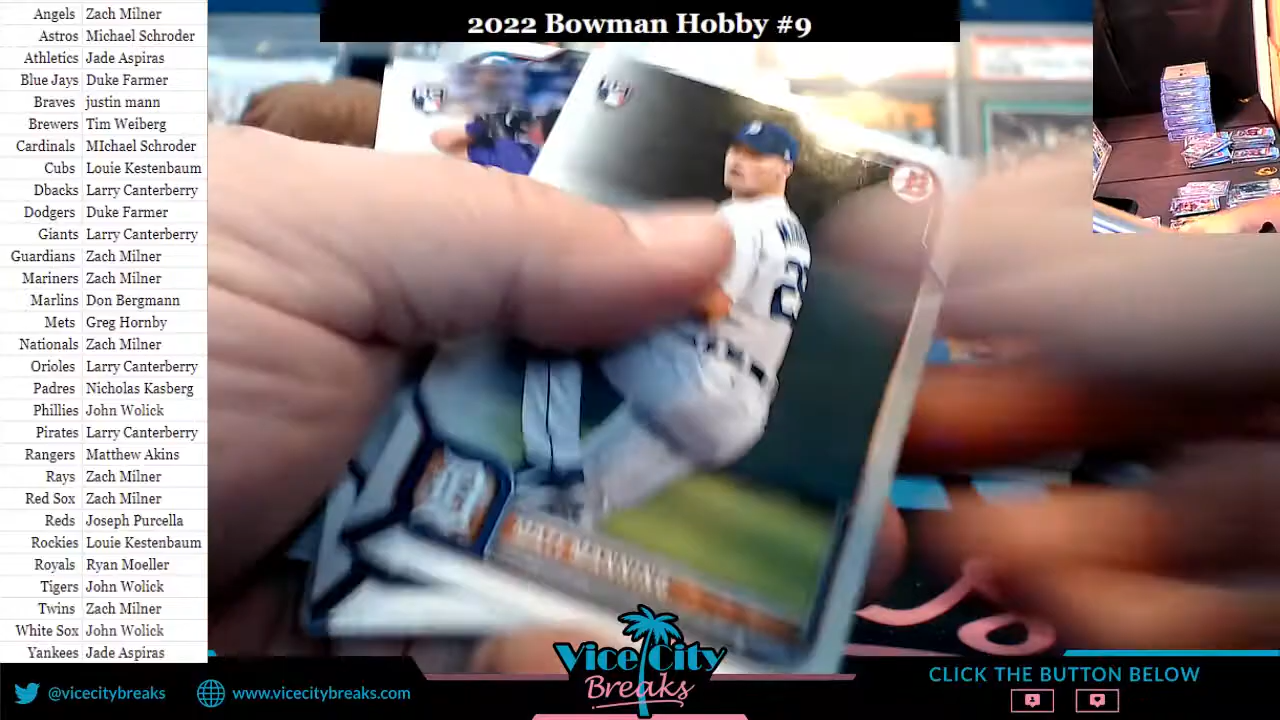 2022 Bowman Hobby #9
Angels Zach Milner
Astros Michael Schroder
Athletics Jade Aspiras
Blue Jays Duke Farmer
Braves justin mann
Brewers Tim Weiberg
Cardinals MIchael Schroder
Cubs Louie Kestenbaum
Dbacks Larry Canterberry
Dodgers Duke Farmer
Giants Larry Canterberry
Guardians Zach Milner
Mariners Zach Milner
Marlins Don Bergmann
Mets Greg Hornby
Nationals Zach Milner
Orioles Larry Canterberry
Padres Nicholas Kasberg
Phillies John Wolick
Pirates Larry Canterberry
Rangers Matthew Akins
Rays Zach Milner
Red Sox Zach Milner
Reds Joseph Purcella
Rockies Louie Kestenbaum
Royals Ryan Moeller
Tigers John Wolick
Twins Zach Milner
White Sox John Wolick
Yankees Jade Aspiras
MATT MANNING
Vice City
Breaks
@vicecitybreaks
www.vicecitybreaks.com
CLICK THE BUTTON BELOW